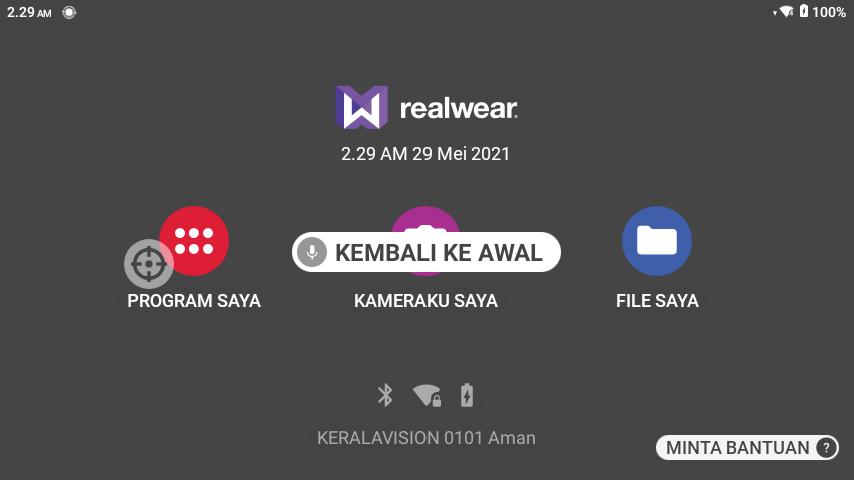 2.29 AM
100%
realwear
2.29 AM 29 Mei 2021
KEMBALI KE AWAL
PROGRAM SAYA
KAMERAKU SAYA
FILE SAYA
KERALAVISION 0101 Aman
MINTA BANTUAN ?